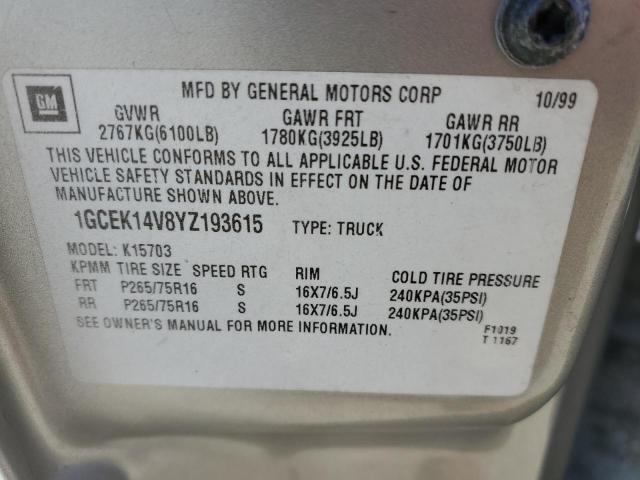 GM
MFD BY GENERAL MOTORS CORP 10/99
GVWR GAWR FRT GAWR RR
2767KG(6100LB) 1780KG(3925LB) 1701KG(3750LB)
THIS VEHICLE CONFORMS TO ALL APPLICABLE U.S. FEDERAL MOTOR
VEHICLE SAFETY STANDARDS IN EFFECT ON THE DATE OF
MANUFACTURE SHOWN ABOVE.
1GCEK14V8YZ193615 TYPE: TRUCK
MODEL: K15703
KPMM TIRE SIZE SPEED RTG RIM COLD TIRE PRESSURE
FRT P265/75R16 S 16X7/6.5J 240KPA(35PSI)
RR P265/75R16 S 16X7/6.5J 240KPA(35PSI)
SEE OWNER'S MANUAL FOR MORE INFORMATION. F1019
T1167